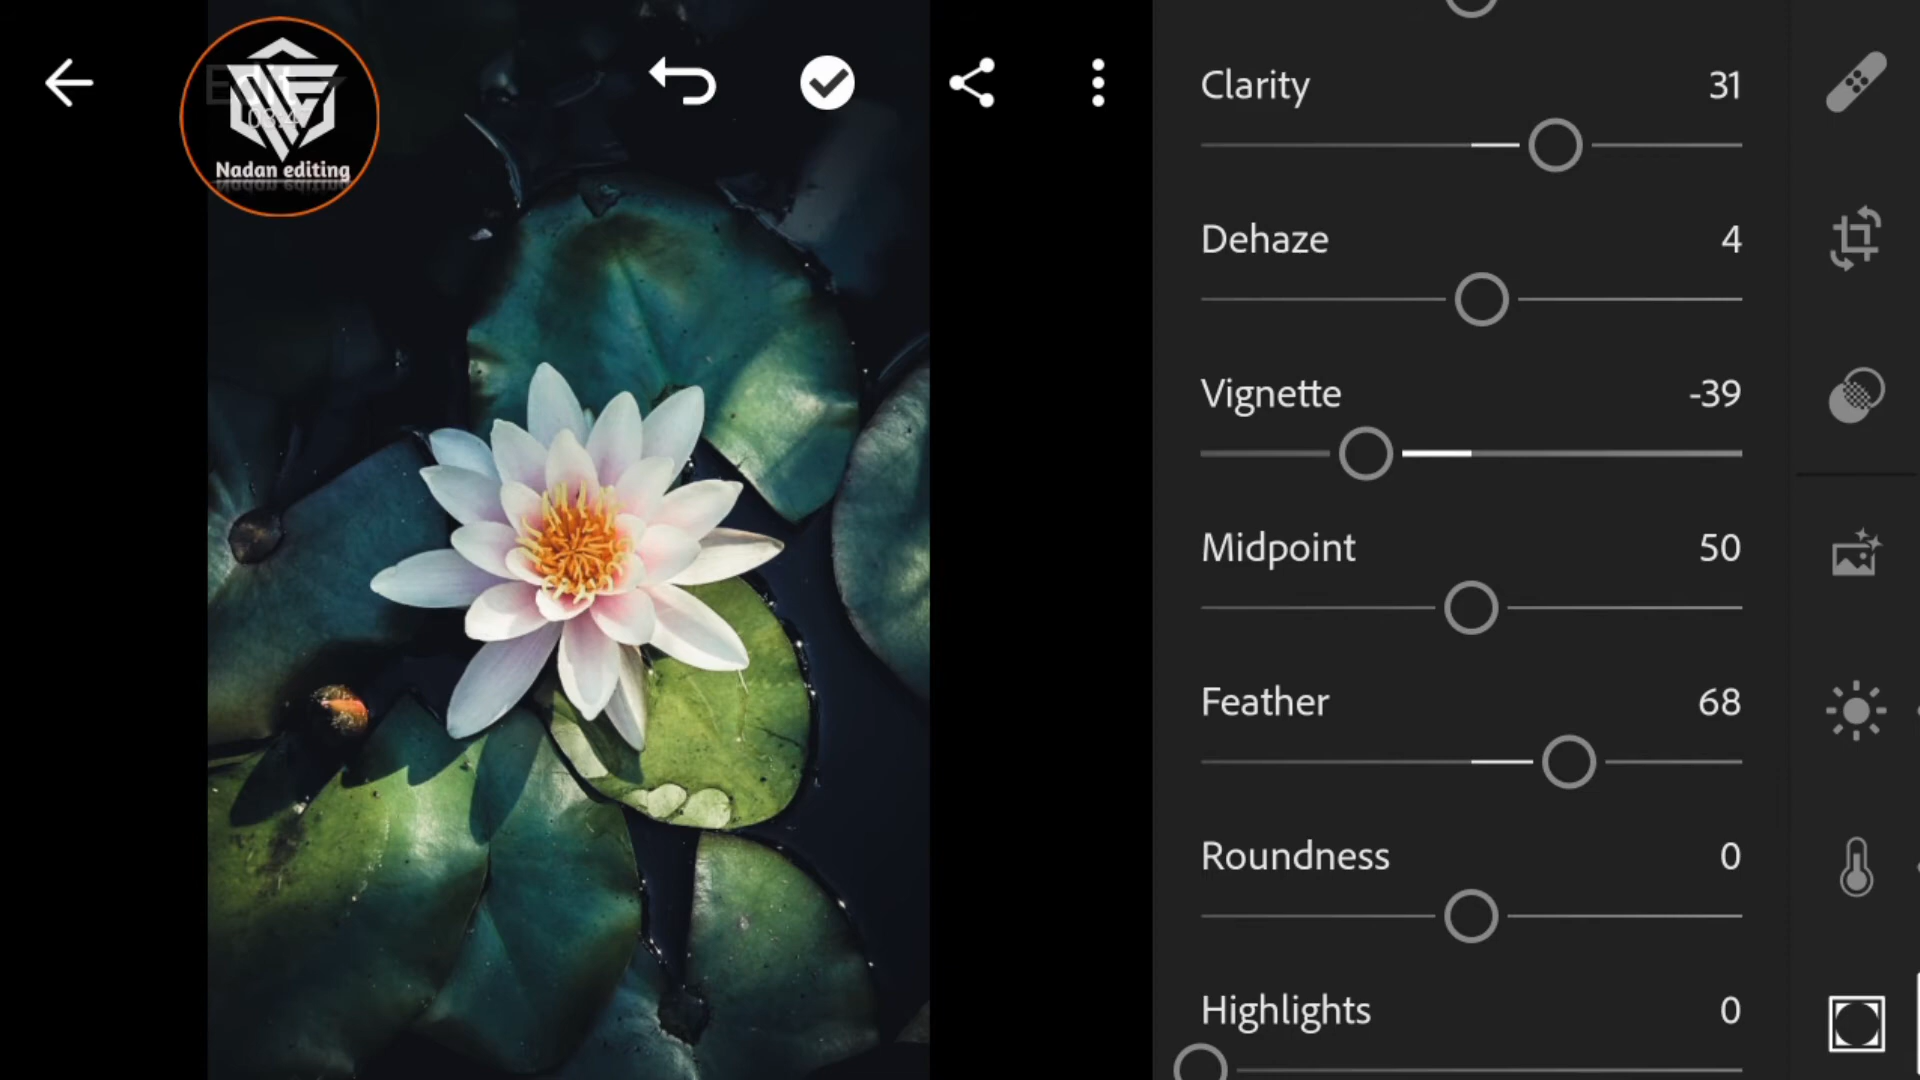 Nadan editing
Clarity 31
Dehaze 4
Vignette -39
Midpoint 50
Feather 68
Roundness 0
Highlights 0